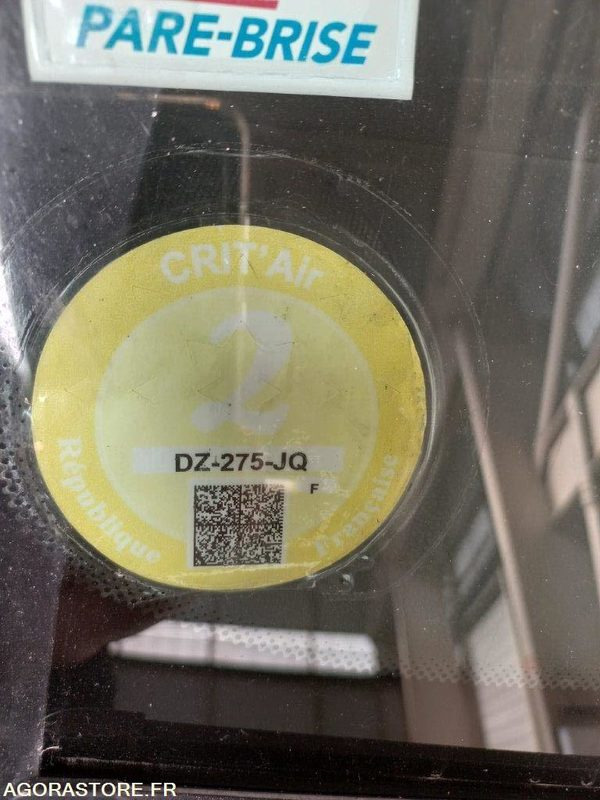 PARE-BRISE
CRIT'Air
2
DZ-275-JQ
F
République
Française
AGORASTORE.FR